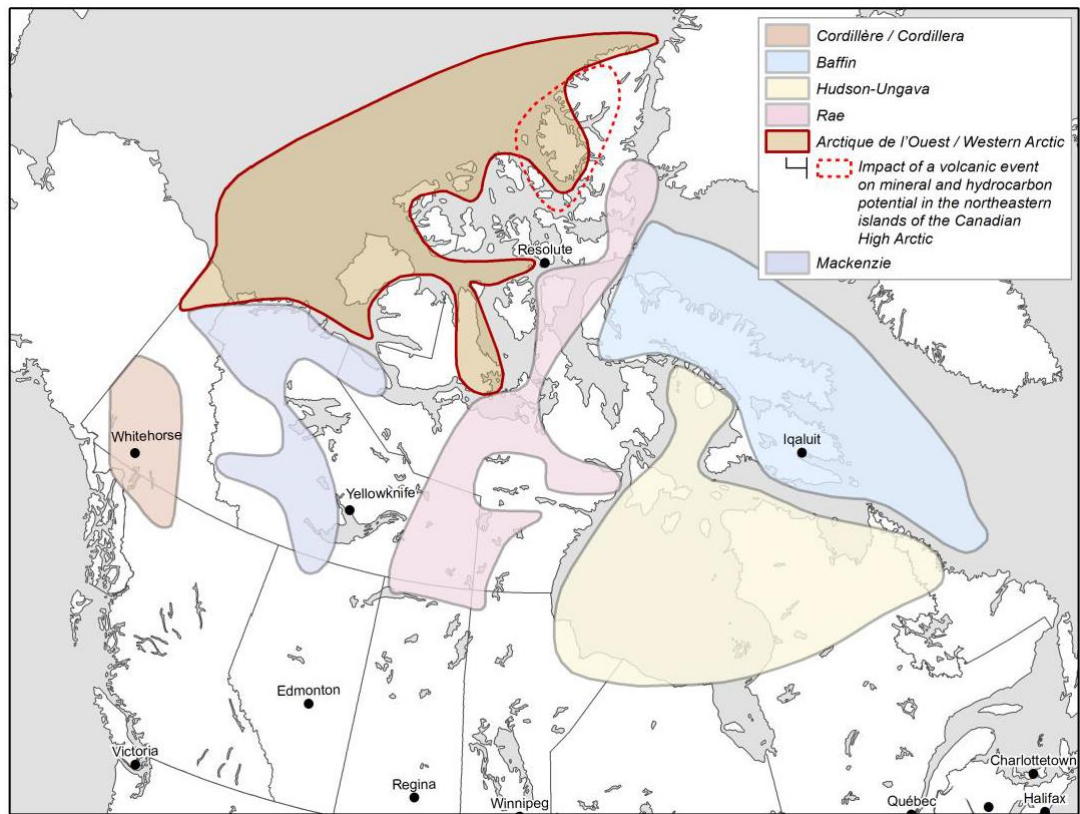 Cordillère / Cordillera
Baffin
Hudson-Ungava
Rae
Arctique de l'Ouest / Western Arctic
Impact of a volcanic event
on mineral and hydrocarbon
potential in the northeastern
islands of the Canadian
High Arctic
Mackenzie
Resolute
Whitehorse
Iqaluit
Yellowknife
Edmonton
Victoria
Regina
Winnipeg
Québec
Charlottetown
Halifax